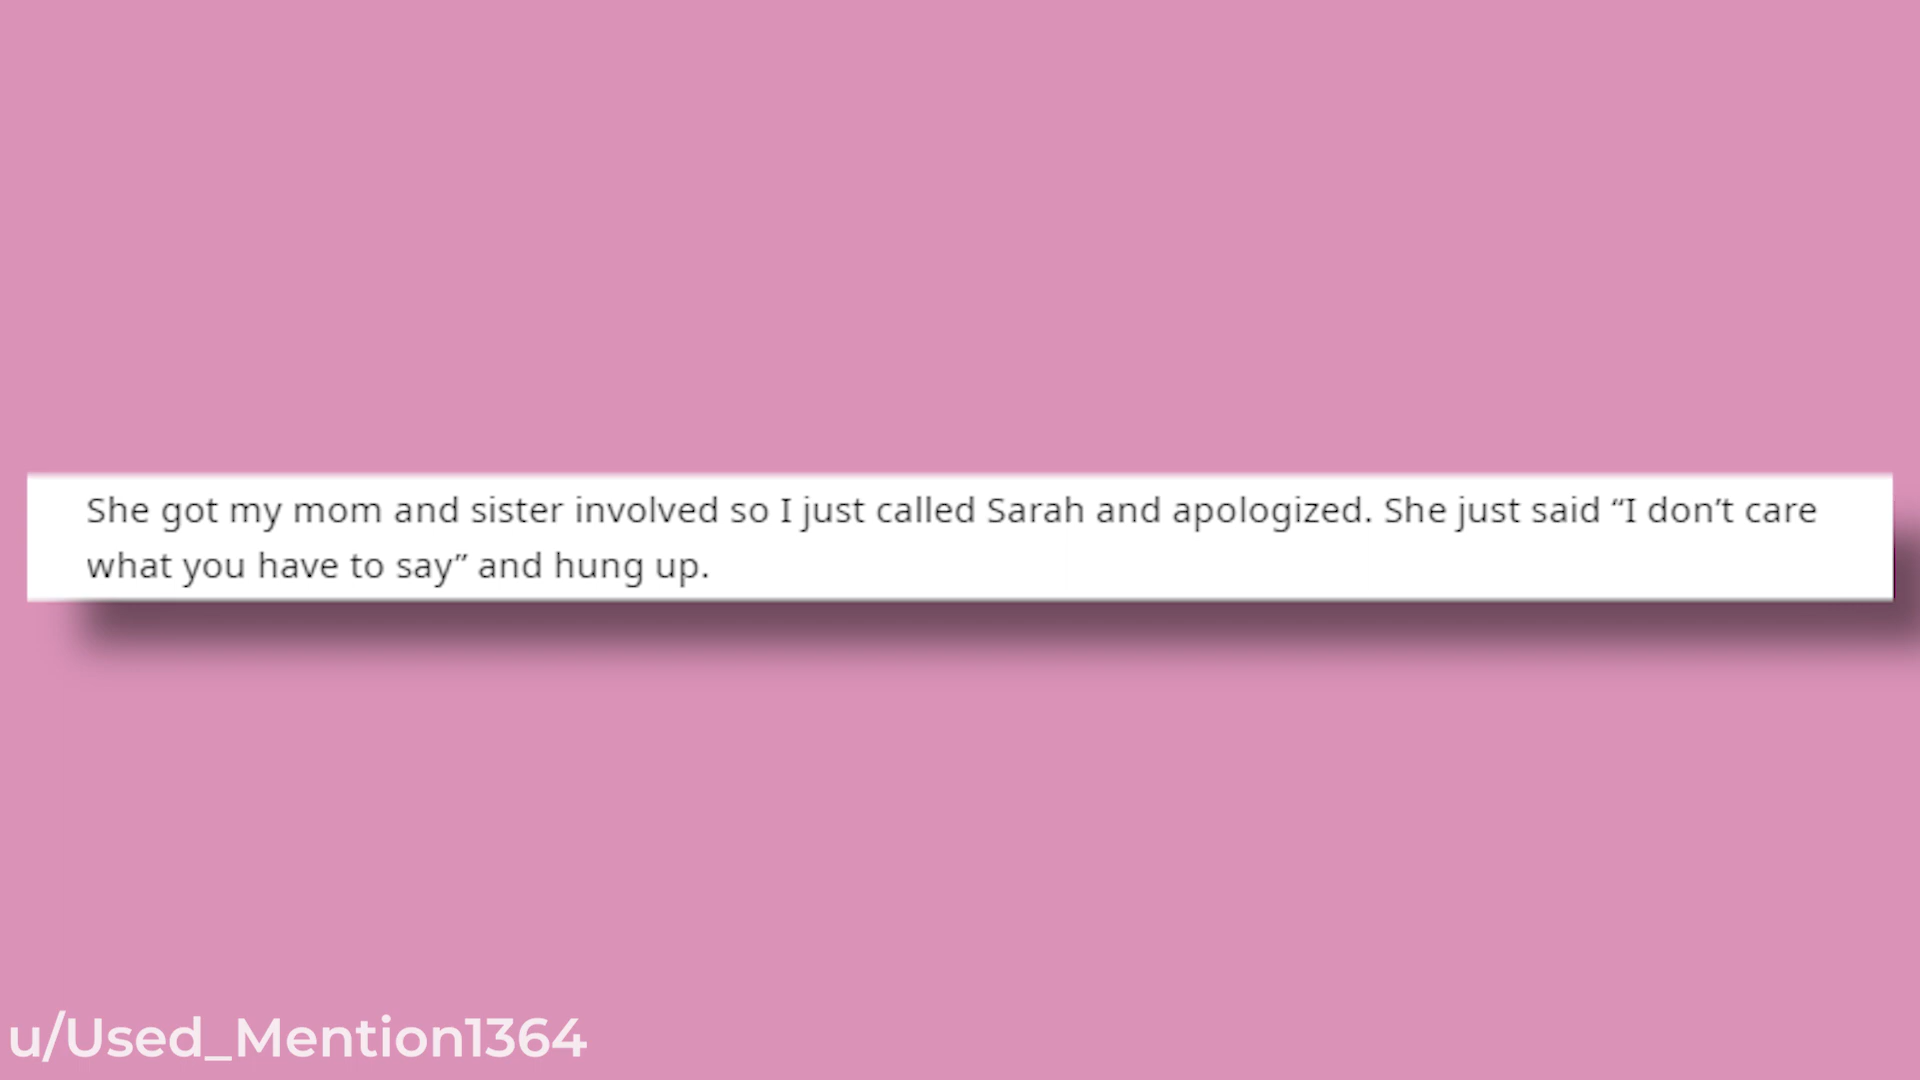 She got my mom and sister involved so I just called Sarah and apologized. She just said “I don’t care
what you have to say” and hung up.
u/Used_Mention1364